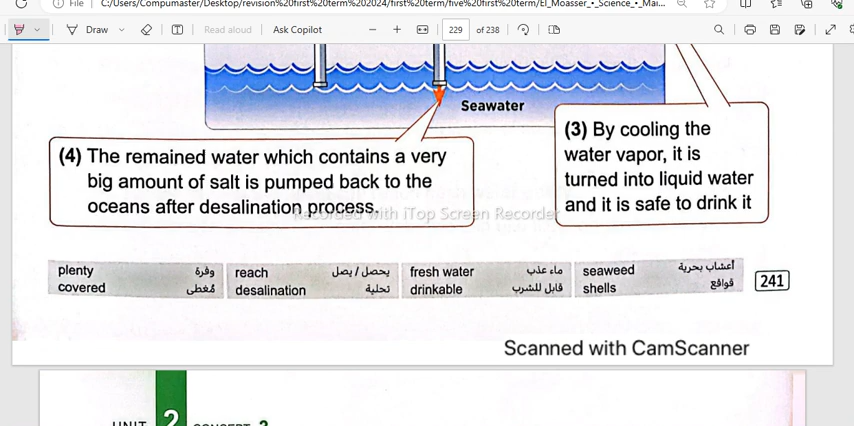 File | C:/Users/Compumaster/Desktop/revision%20first%20term%202024/first%20term/five%20first%20term/El_Moasser_•_Science_•_Mai...
Draw Read aloud Ask Copilot 229 of 238
Seawater
(3) By cooling the
water vapor, it is
turned into liquid water
and it is safe to drink it
(4) The remained water which contains a very
big amount of salt is pumped back to the
oceans after desalination process.
Recorded with iTop Screen Recorder
plenty وفرة reach يحصل / يصل fresh water ماء عذب seaweed أعشاب بحرية
covered مُغطى desalination تحلية drinkable قابل للشرب shells قواقع
241
Scanned with CamScanner
UNIT 2 CONCEPT 2